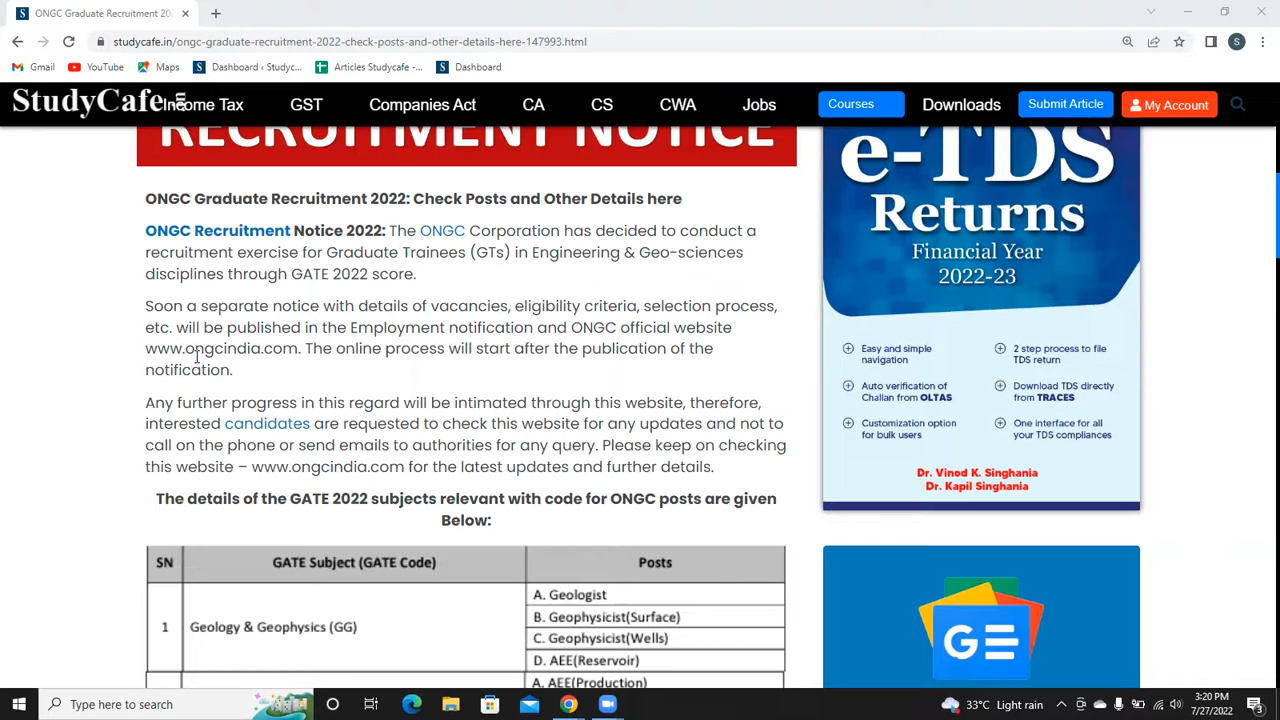 ONGC Graduate Recruitment 20
studycafe.in/ongc-graduate-recruitment-2022-check-posts-and-other-details-here-147993.html
Gmail YouTube Maps Dashboard ‹ Studyc... Articles Studycafe -... Dashboard
StudyCafe.in Income Tax GST Companies Act CA CS CWA Jobs Courses Downloads Submit Article My Account
RECRUITMENT NOTICE
ONGC Graduate Recruitment 2022: Check Posts and Other Details here
ONGC Recruitment Notice 2022: The ONGC Corporation has decided to conduct a
recruitment exercise for Graduate Trainees (GTs) in Engineering & Geo-sciences
disciplines through GATE 2022 score.
Soon a separate notice with details of vacancies, eligibility criteria, selection process,
etc. will be published in the Employment notification and ONGC official website
www.ongcindia.com. The online process will start after the publication of the
notification.
Any further progress in this regard will be intimated through this website, therefore,
interested candidates are requested to check this website for any updates and not to
call on the phone or send emails to authorities for any query. Please keep on checking
this website – www.ongcindia.com for the latest updates and further details.
The details of the GATE 2022 subjects relevant with code for ONGC posts are given
Below:
SN GATE Subject (GATE Code) Posts
1 Geology & Geophysics (GG)
A. Geologist
B. Geophysicist(Surface)
C. Geophysicist(Wells)
D. AEE(Reservoir)
A. AEE(Production)
e-TDS
Returns
Financial Year
2022-23
Easy and simple
navigation
2 step process to file
TDS return
Auto verification of
Challan from OLTAS
Download TDS directly
from TRACES
Customization option
for bulk users
One interface for all
your TDS compliances
Dr. Vinod K. Singhania
Dr. Kapil Singhania
G
Type here to search
33°C Light rain
3:20 PM
7/27/2022
3